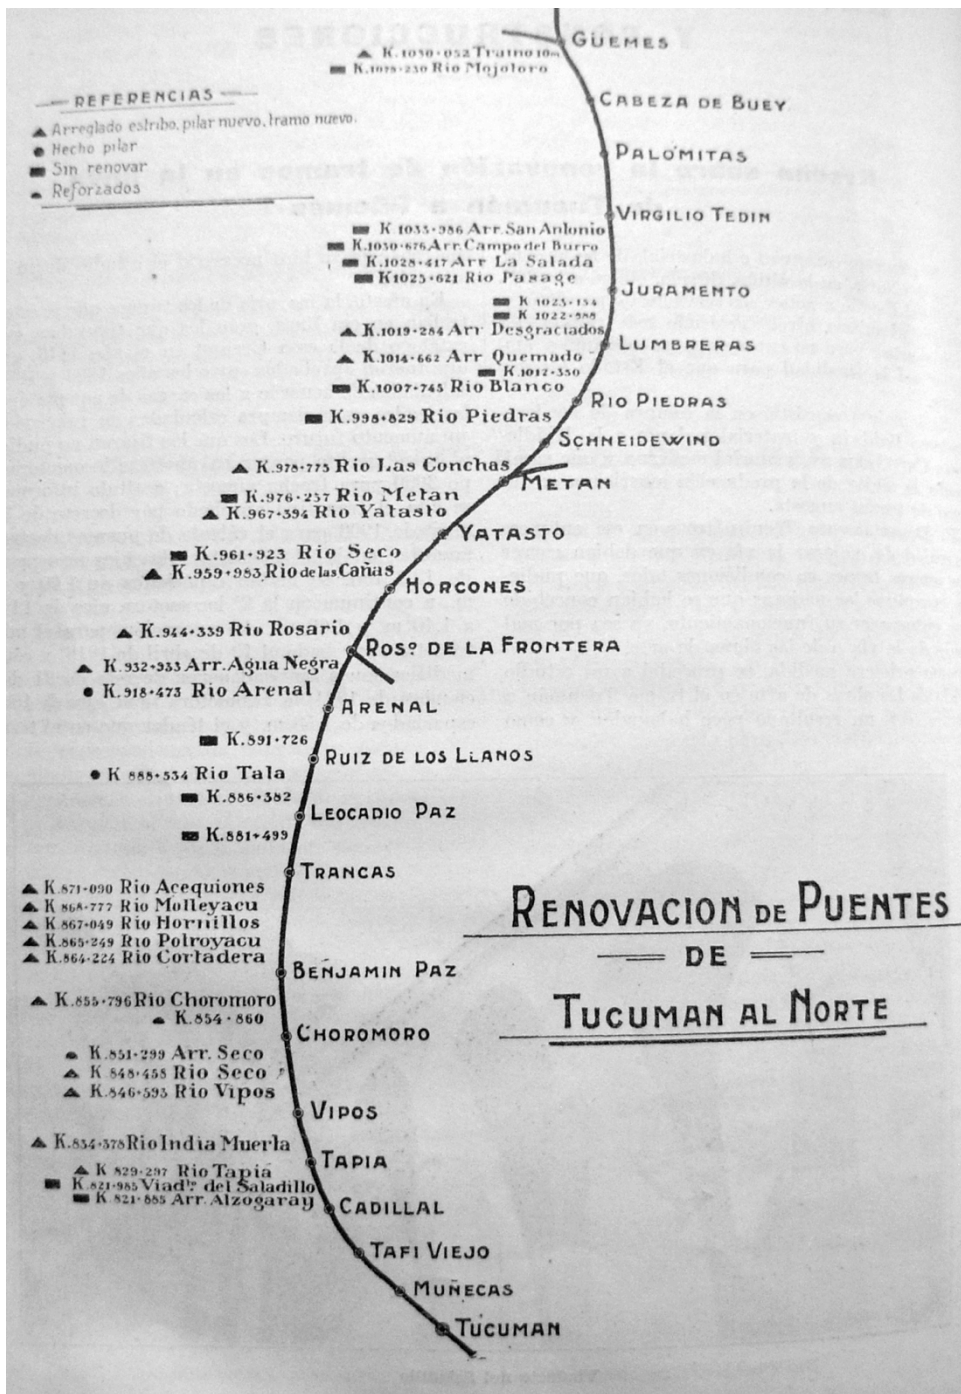 GÜEMES
K.1050+052 Tramo 10m
K.1048+230 Rio Mojotoro
REFERENCIAS
Arreglado estribo, pilar nuevo, tramo nuevo.
Hecho pilar
Sin renovar
Reforzados
CABEZA DE BUEY
PALOMITAS
VIRGILIO TEDIN
K 1033+986 Arr San Antonio
K.1030+676 Arr. Campo del Burro
K.1028+417 Arr La Salada
K1025+621 Rio Pasage
JURAMENTO
K 1023+154
K 1022+988
K.1019+284 Arr Desgraciados
LUMBRERAS
K.1014+662 Arr Quemado
K.1012+350
K.1007+745 Rio Blanco
RIO PIEDRAS
K.998+829 Rio Piedras
SCHNEIDEWIND
K.978+775 Rio Las Conchas
METAN
K.976+257 Rio Metan
K.967+394 Rio Yatasto
YATASTO
K.961+923 Rio Seco
K.959+983 Rio de las Cañas
HORCONES
K.944+339 Rio Rosario
ROSº. DE LA FRONTERA
K.932+933 Arr. Agua Negra
K.918+473 Rio Arenal
ARENAL
K.891+726
RUIZ DE LOS LLANOS
K 888+534 Rio Tala
K.886+382
LEOCADIO PAZ
K.881+499
TRANCAS
K.871+090 Rio Acequiones
K 868+777 Rio Molleyacu
K.867+049 Rio Hornillos
K.865+249 Rio Potroyacu
K.864+224 Rio Cortadera
RENOVACION DE PUENTES
DE
TUCUMAN AL NORTE
BENJAMIN PAZ
K.855+796 Rio Choromoro
K.854+860
CHOROMORO
K.851+299 Arr. Seco
K 848+458 Rio Seco
K.846+593 Rio Vipos
VIPOS
K.834+378 Rio India Muerta
TAPIA
K 829+297 Rio Tapia
K.821+985 Viadto. del Saladillo
K 821+885 Arr. Alzogaray
CADILLAL
TAFI VIEJO
MUÑECAS
TUCUMAN